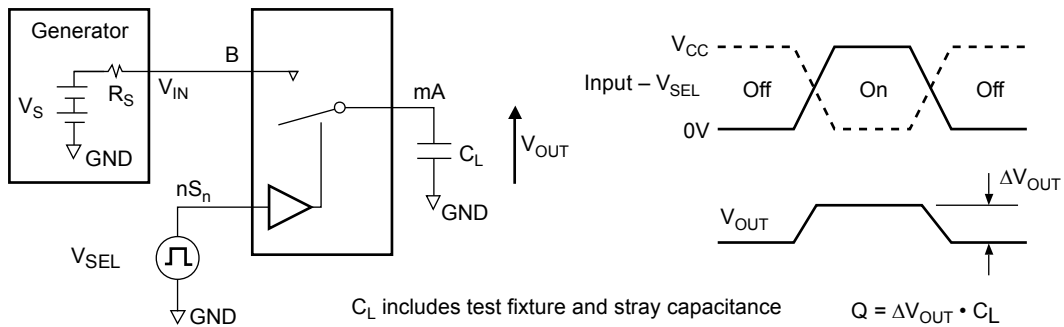 Generator
V_S
R_S
GND
V_IN
B
mA
C_L
GND
V_OUT
nS_n
V_SEL
GND
C_L includes test fixture and stray capacitance
V_CC
Input – V_SEL
0V
Off
On
Off
V_OUT
ΔV_OUT
Q = ΔV_OUT • C_L